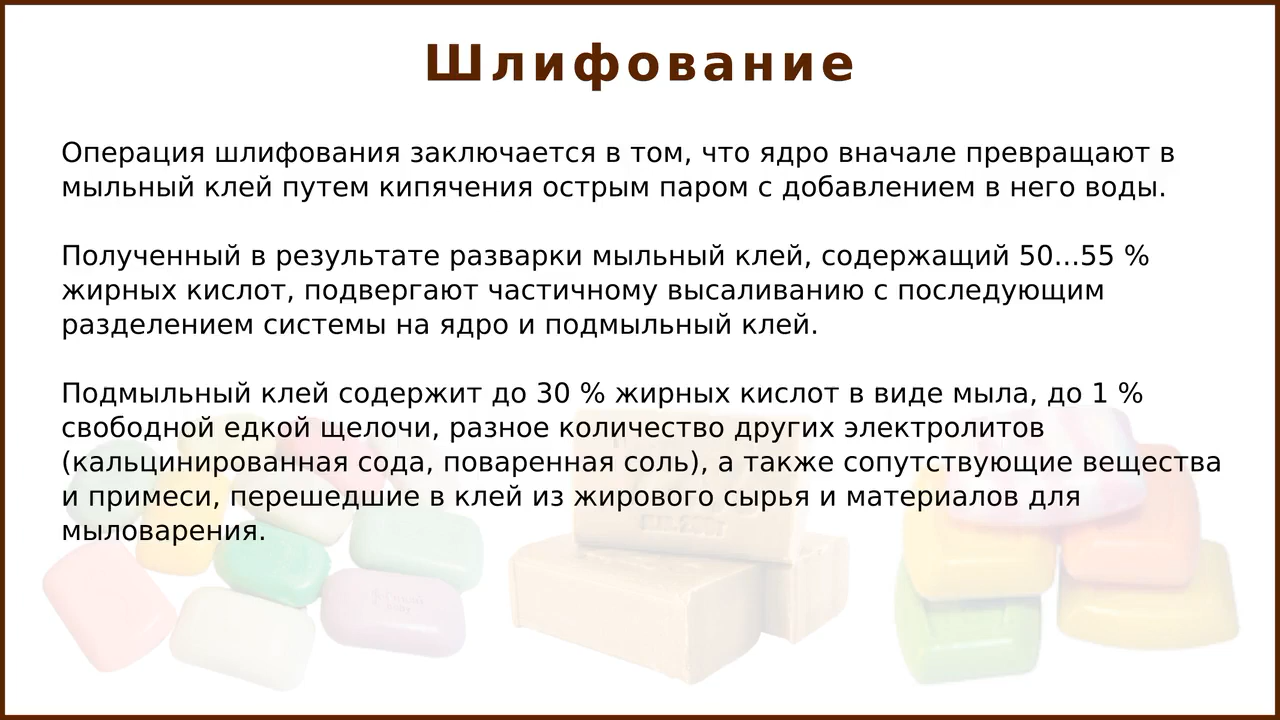 Шлифование
Операция шлифования заключается в том, что ядро вначале превращают в
мыльный клей путем кипячения острым паром с добавлением в него воды.
Полученный в результате разварки мыльный клей, содержащий 50...55 %
жирных кислот, подвергают частичному высаливанию с последующим
разделением системы на ядро и подмыльный клей.
Подмыльный клей содержит до 30 % жирных кислот в виде мыла, до 1 %
свободной едкой щелочи, разное количество других электролитов
(кальцинированная сода, поваренная соль), а также сопутствующие вещества
и примеси, перешедшие в клей из жирового сырья и материалов для
мыловарения.